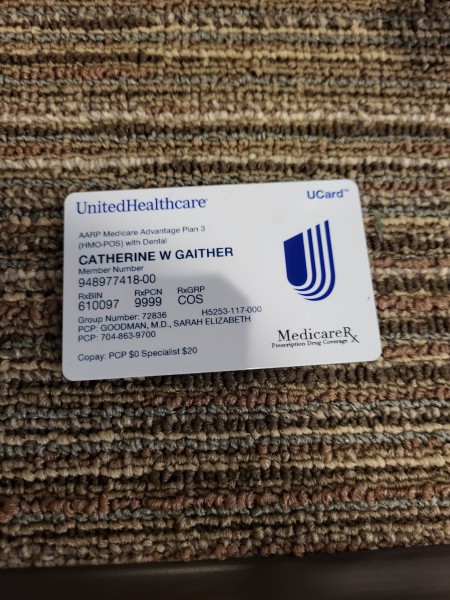 UnitedHealthcare
UCard™
AARP Medicare Advantage Plan 3
(HMO-POS) with Dental
CATHERINE W GAITHER
Member Number
948977418-00
RxBIN RxPCN RxGRP
610097 9999 COS
Group Number: 72836 H5253-117-000
PCP: GOODMAN, M.D., SARAH ELIZABETH
PCP: 704-863-9700
Copay: PCP $0 Specialist $20
MedicareRx
Prescription Drug Coverage